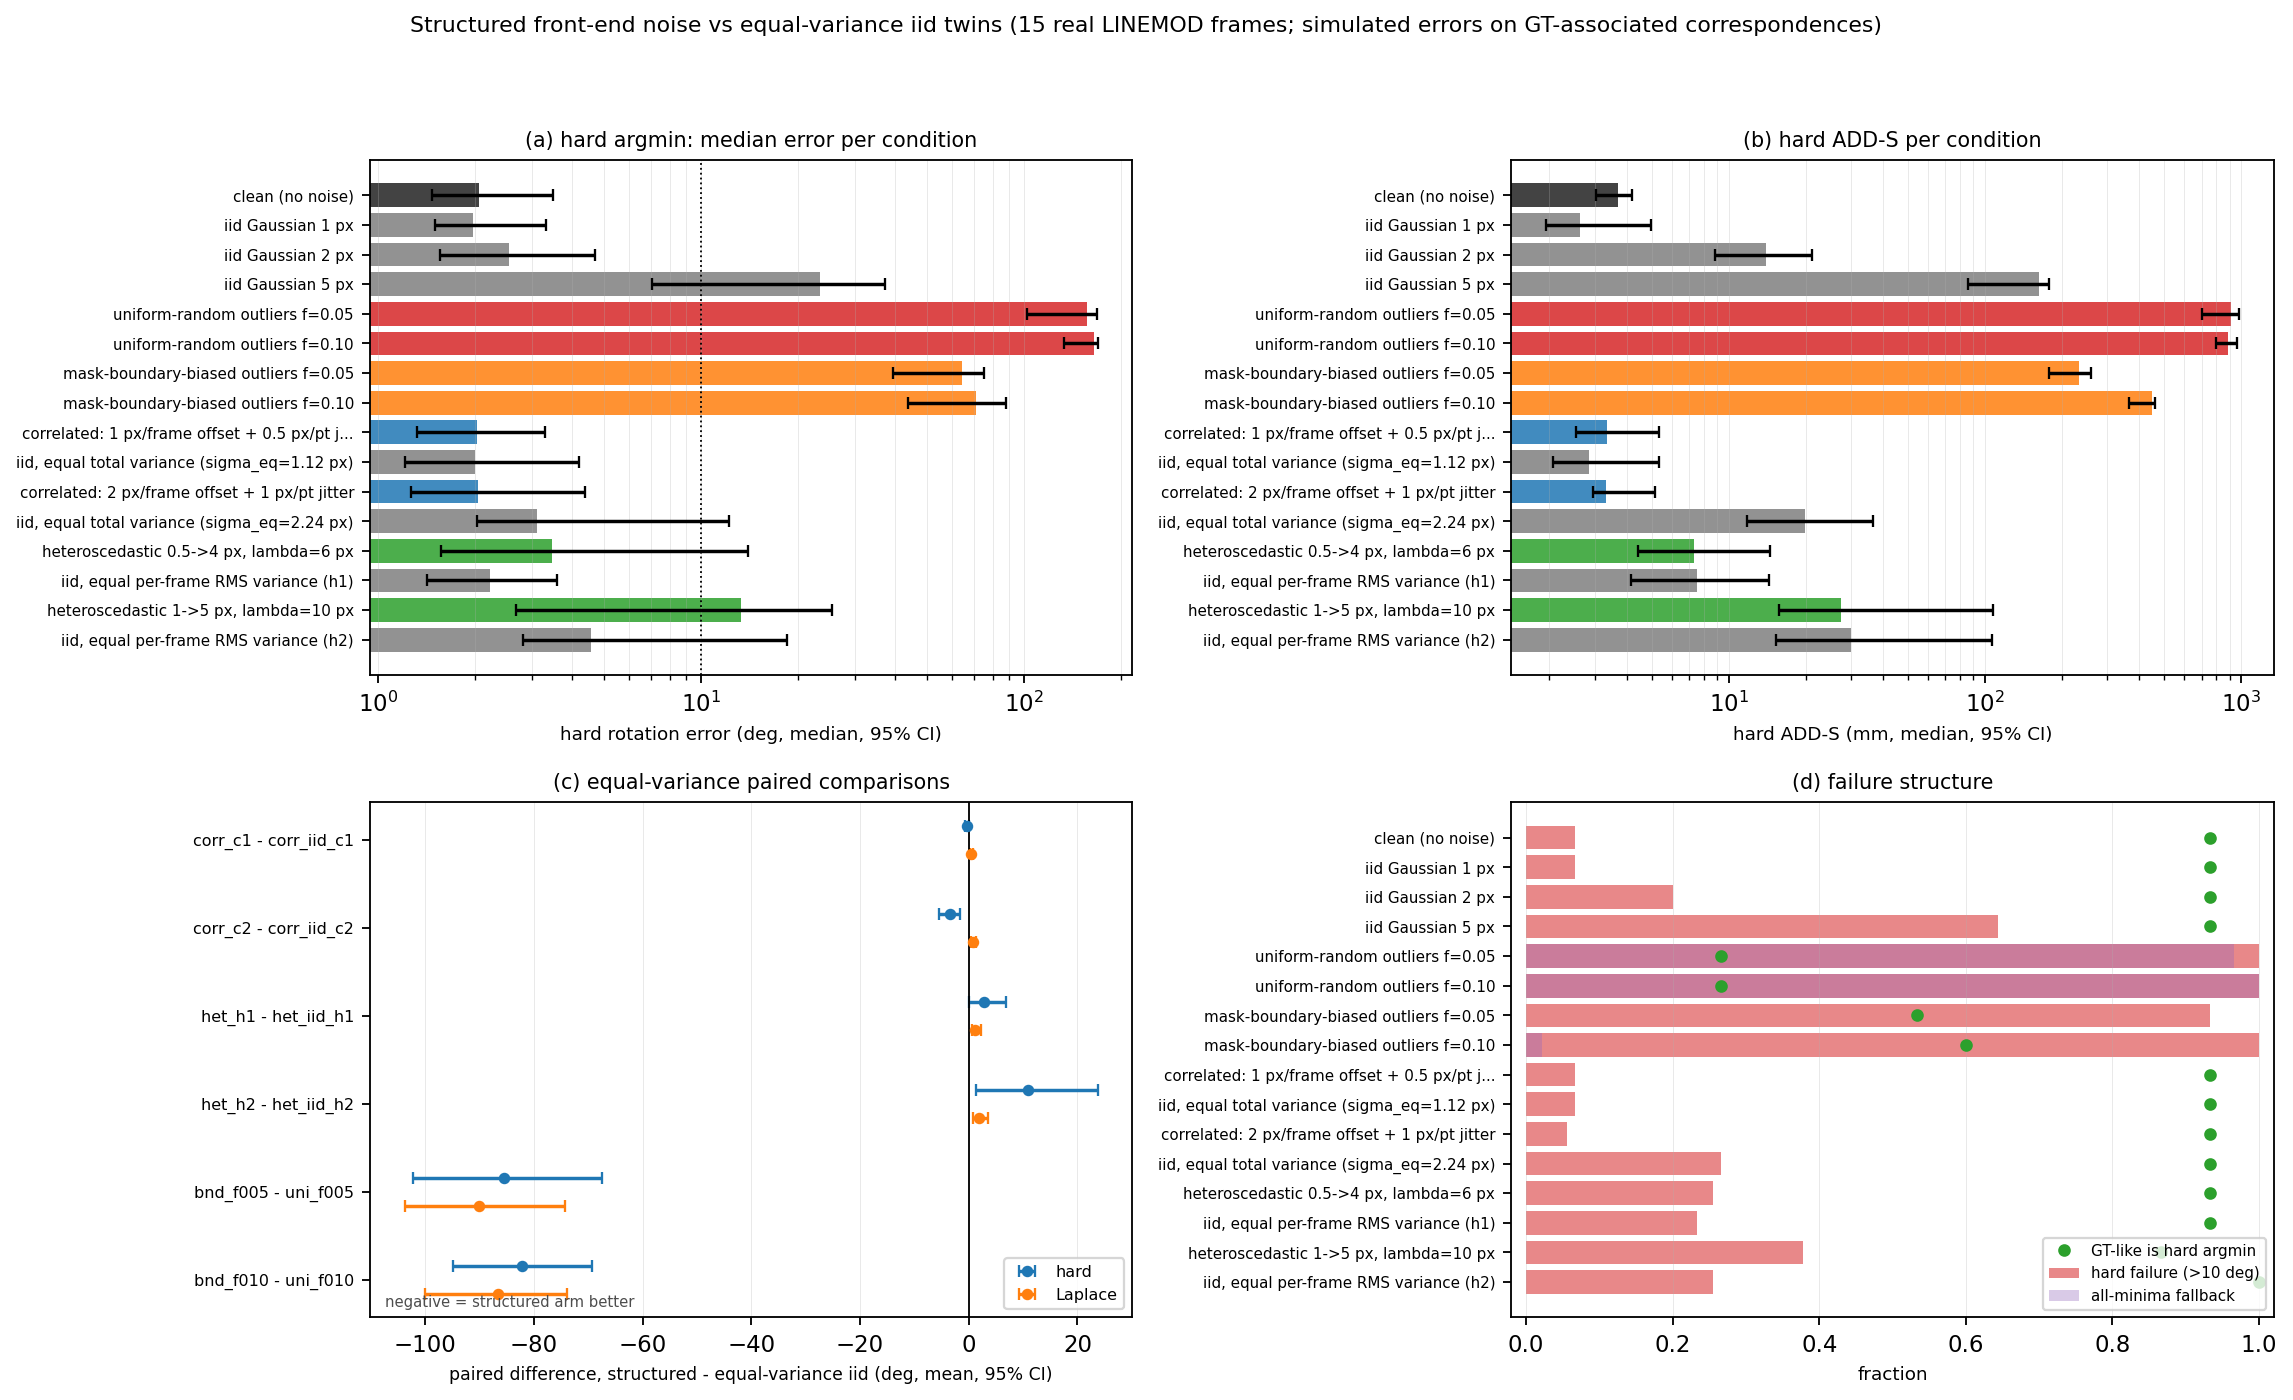 Structured front-end noise vs equal-variance iid twins (15 real LINEMOD frames; simulated errors on GT-associated correspondences)
(a) hard argmin: median error per condition
clean (no noise)
iid Gaussian 1 px
iid Gaussian 2 px
iid Gaussian 5 px
uniform-random outliers f=0.05
uniform-random outliers f=0.10
mask-boundary-biased outliers f=0.05
mask-boundary-biased outliers f=0.10
correlated: 1 px/frame offset + 0.5 px/pt j...
iid, equal total variance (sigma_eq=1.12 px)
correlated: 2 px/frame offset + 1 px/pt jitter
iid, equal total variance (sigma_eq=2.24 px)
heteroscedastic 0.5->4 px, lambda=6 px
iid, equal per-frame RMS variance (h1)
heteroscedastic 1->5 px, lambda=10 px
iid, equal per-frame RMS variance (h2)
10⁰ 10¹ 10²
hard rotation error (deg, median, 95% CI)
(b) hard ADD-S per condition
clean (no noise)
iid Gaussian 1 px
iid Gaussian 2 px
iid Gaussian 5 px
uniform-random outliers f=0.05
uniform-random outliers f=0.10
mask-boundary-biased outliers f=0.05
mask-boundary-biased outliers f=0.10
correlated: 1 px/frame offset + 0.5 px/pt j...
iid, equal total variance (sigma_eq=1.12 px)
correlated: 2 px/frame offset + 1 px/pt jitter
iid, equal total variance (sigma_eq=2.24 px)
heteroscedastic 0.5->4 px, lambda=6 px
iid, equal per-frame RMS variance (h1)
heteroscedastic 1->5 px, lambda=10 px
iid, equal per-frame RMS variance (h2)
10¹ 10² 10³
hard ADD-S (mm, median, 95% CI)
(c) equal-variance paired comparisons
corr_c1 - corr_iid_c1
corr_c2 - corr_iid_c2
het_h1 - het_iid_h1
het_h2 - het_iid_h2
bnd_f005 - uni_f005
bnd_f010 - uni_f010
negative = structured arm better
hard
Laplace
−100 −80 −60 −40 −20 0 20
paired difference, structured - equal-variance iid (deg, mean, 95% CI)
(d) failure structure
clean (no noise)
iid Gaussian 1 px
iid Gaussian 2 px
iid Gaussian 5 px
uniform-random outliers f=0.05
uniform-random outliers f=0.10
mask-boundary-biased outliers f=0.05
mask-boundary-biased outliers f=0.10
correlated: 1 px/frame offset + 0.5 px/pt j...
iid, equal total variance (sigma_eq=1.12 px)
correlated: 2 px/frame offset + 1 px/pt jitter
iid, equal total variance (sigma_eq=2.24 px)
heteroscedastic 0.5->4 px, lambda=6 px
iid, equal per-frame RMS variance (h1)
heteroscedastic 1->5 px, lambda=10 px
iid, equal per-frame RMS variance (h2)
GT-like is hard argmin
hard failure (>10 deg)
all-minima fallback
0.0 0.2 0.4 0.6 0.8 1.0
fraction